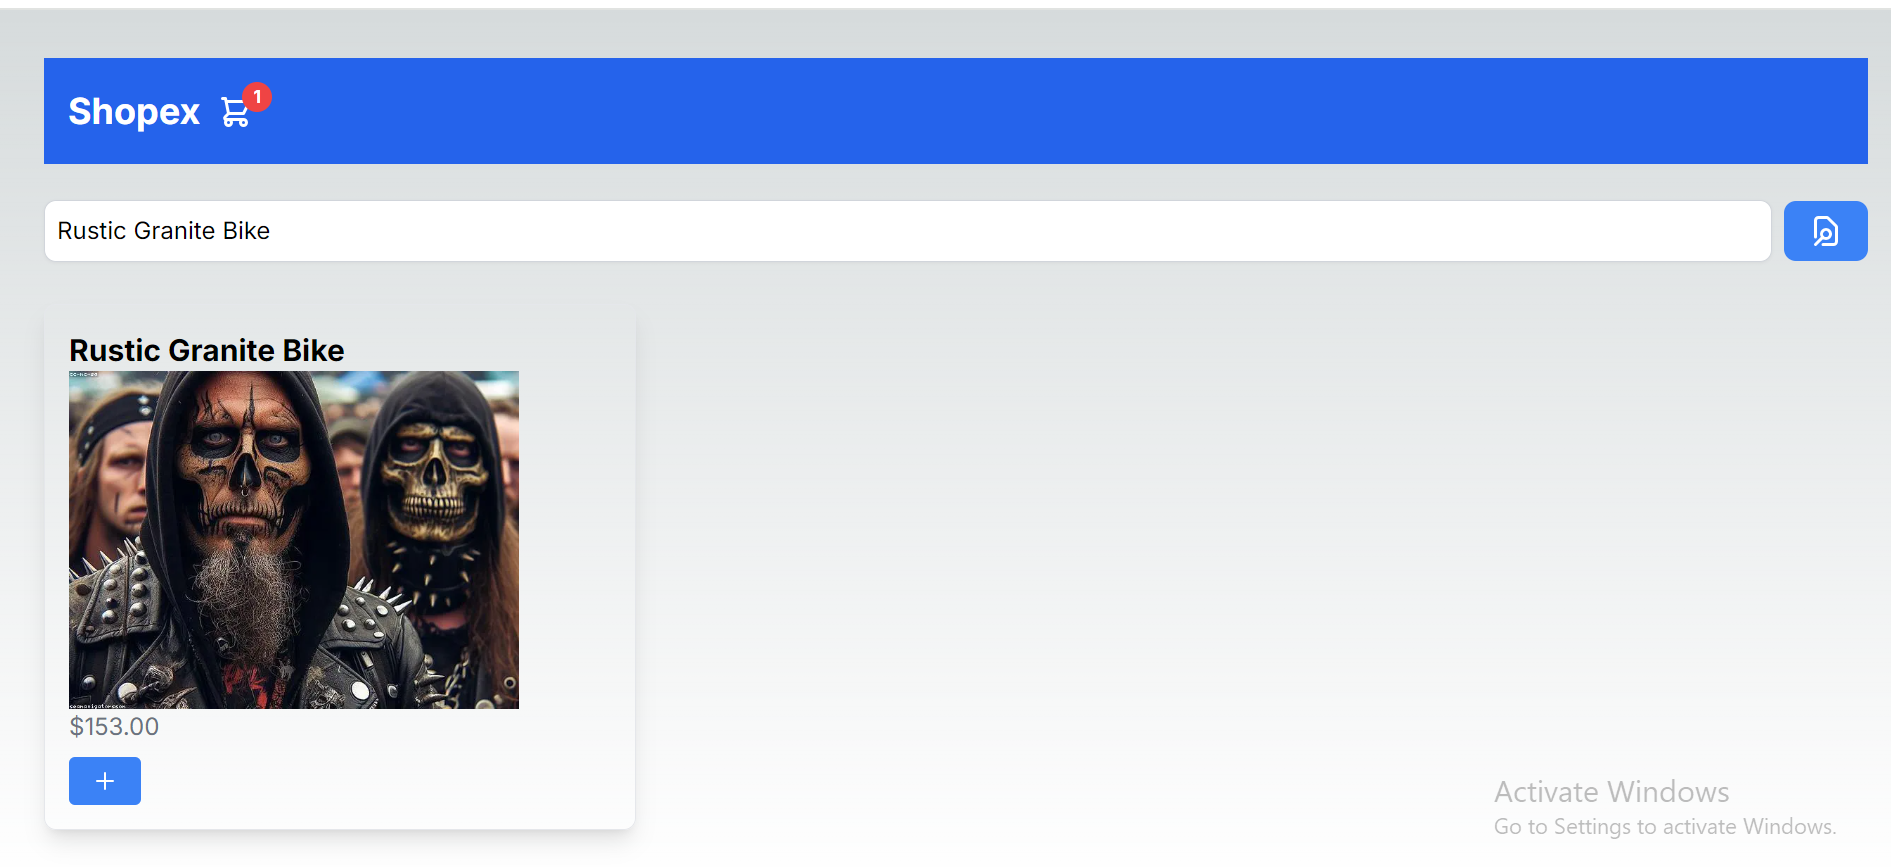 Shopex
1
Rustic Granite Bike
Rustic Granite Bike
$153.00
Activate Windows
Go to Settings to activate Windows.